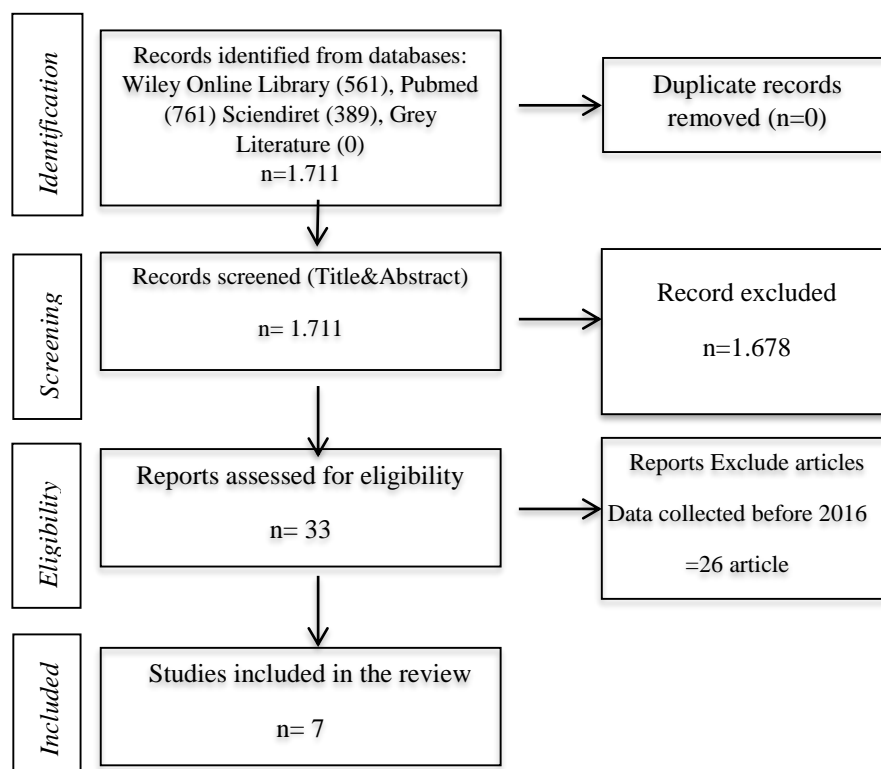 Identification
Records identified from databases:
Wiley Online Library (561), Pubmed
(761) Sciendiret (389), Grey
Literature (0)
n=1.711
Duplicate records
removed (n=0)
Screening
Records screened (Title&Abstract)
n= 1.711
Record excluded
n=1.678
Eligibility
Reports assessed for eligibility
n= 33
Reports Exclude articles
Data collected before 2016
=26 article
Included
Studies included in the review
n= 7